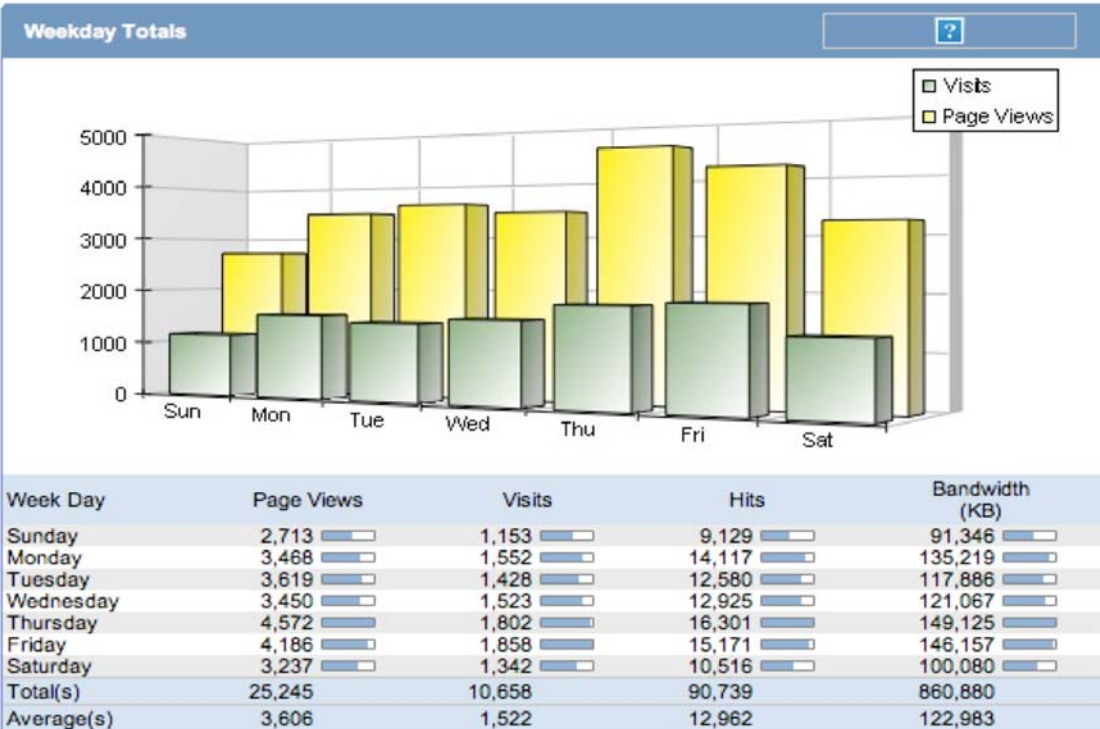 Weekday Totals
?
Visits
Page Views
5000
4000
3000
2000
1000
0
Sun Mon Tue Wed Thu Fri Sat
Week Day Page Views Visits Hits Bandwidth (KB)
Sunday 2,713 1,153 9,129 91,346
Monday 3,468 1,552 14,117 135,219
Tuesday 3,619 1,428 12,580 117,886
Wednesday 3,450 1,523 12,925 121,067
Thursday 4,572 1,802 16,301 149,125
Friday 4,186 1,858 15,171 146,157
Saturday 3,237 1,342 10,516 100,080
Total(s) 25,245 10,658 90,739 860,880
Average(s) 3,606 1,522 12,962 122,983